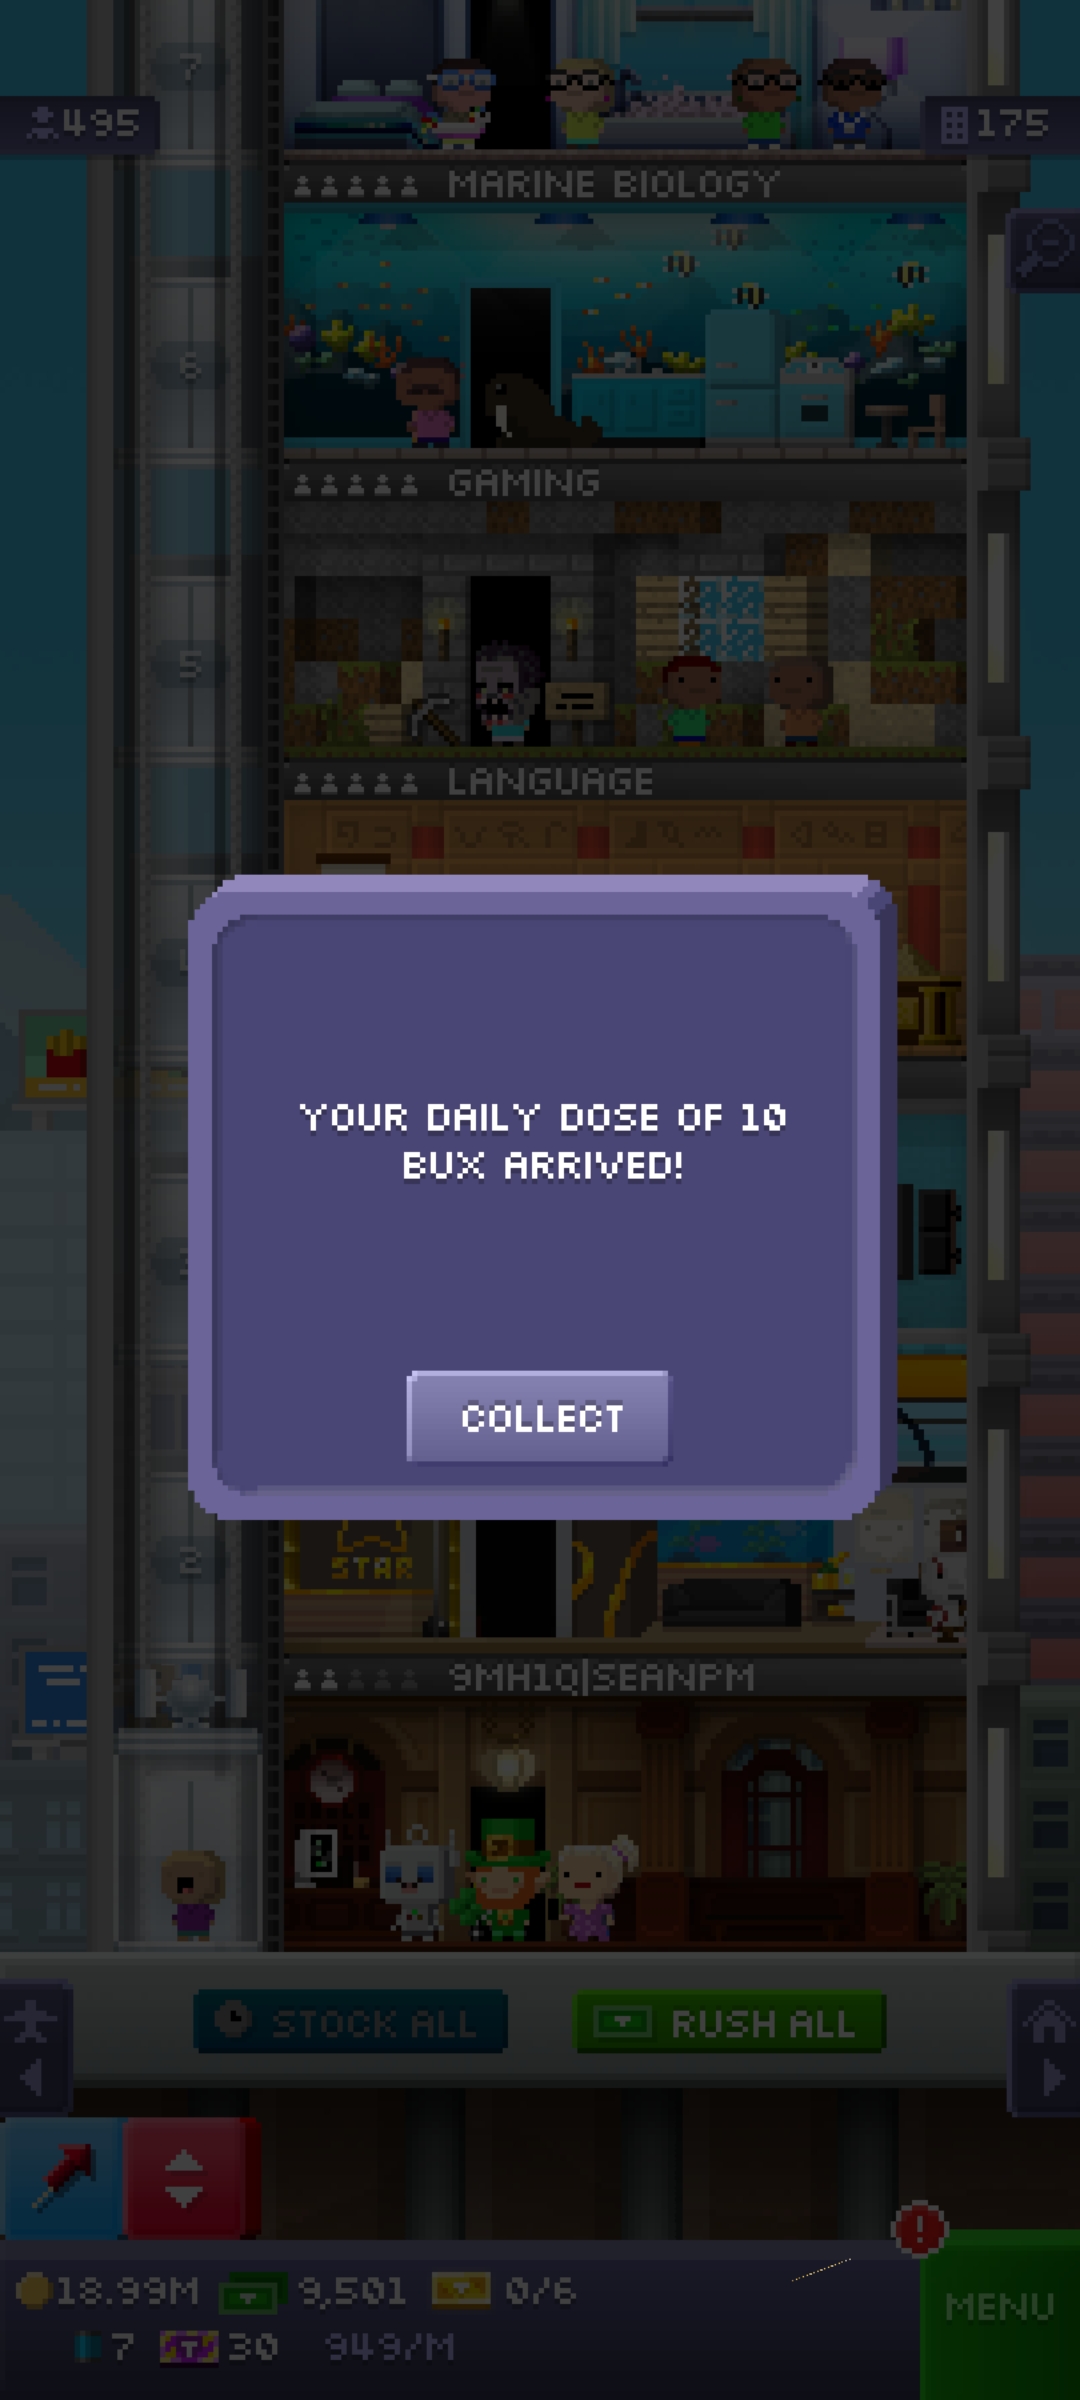 7
495
175
MARINE BIOLOGY
6
GAMING
5
LANGUAGE
YOUR DAILY DOSE OF 10
BUX ARRIVED!
COLLECT
2
STAR
9MH1Q|SEANPM
STOCK ALL
RUSH ALL
18.99M 9,501 0/6
7 30 949/M
MENU